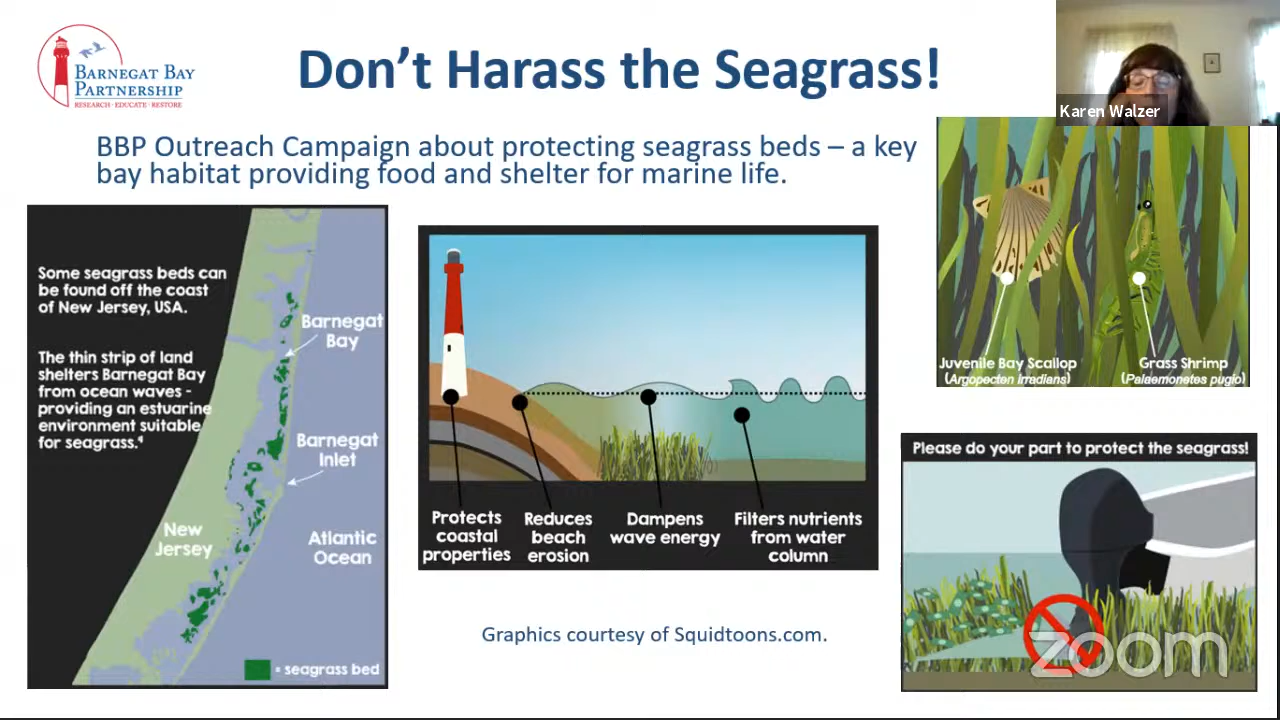 BARNEGAT BAY
PARTNERSHIP
RESEARCH · EDUCATE · RESTORE
Don't Harass the Seagrass!
Karen Walzer
BBP Outreach Campaign about protecting seagrass beds – a key
bay habitat providing food and shelter for marine life.
Some seagrass beds can
be found off the coast
of New Jersey, USA.
The thin strip of land
shelters Barnegat Bay
from ocean waves -
providing an estuarine
environment suitable
for seagrass.⁴
Barnegat
Bay
Barnegat
Inlet
New
Jersey
Atlantic
Ocean
= seagrass bed
Protects
coastal
properties
Reduces
beach
erosion
Dampens
wave energy
Filters nutrients
from water
column
Graphics courtesy of Squidtoons.com.
Juvenile Bay Scallop
(Argopecten irradians)
Grass Shrimp
(Palaemonetes pugio)
Please do your part to protect the seagrass!
zoom